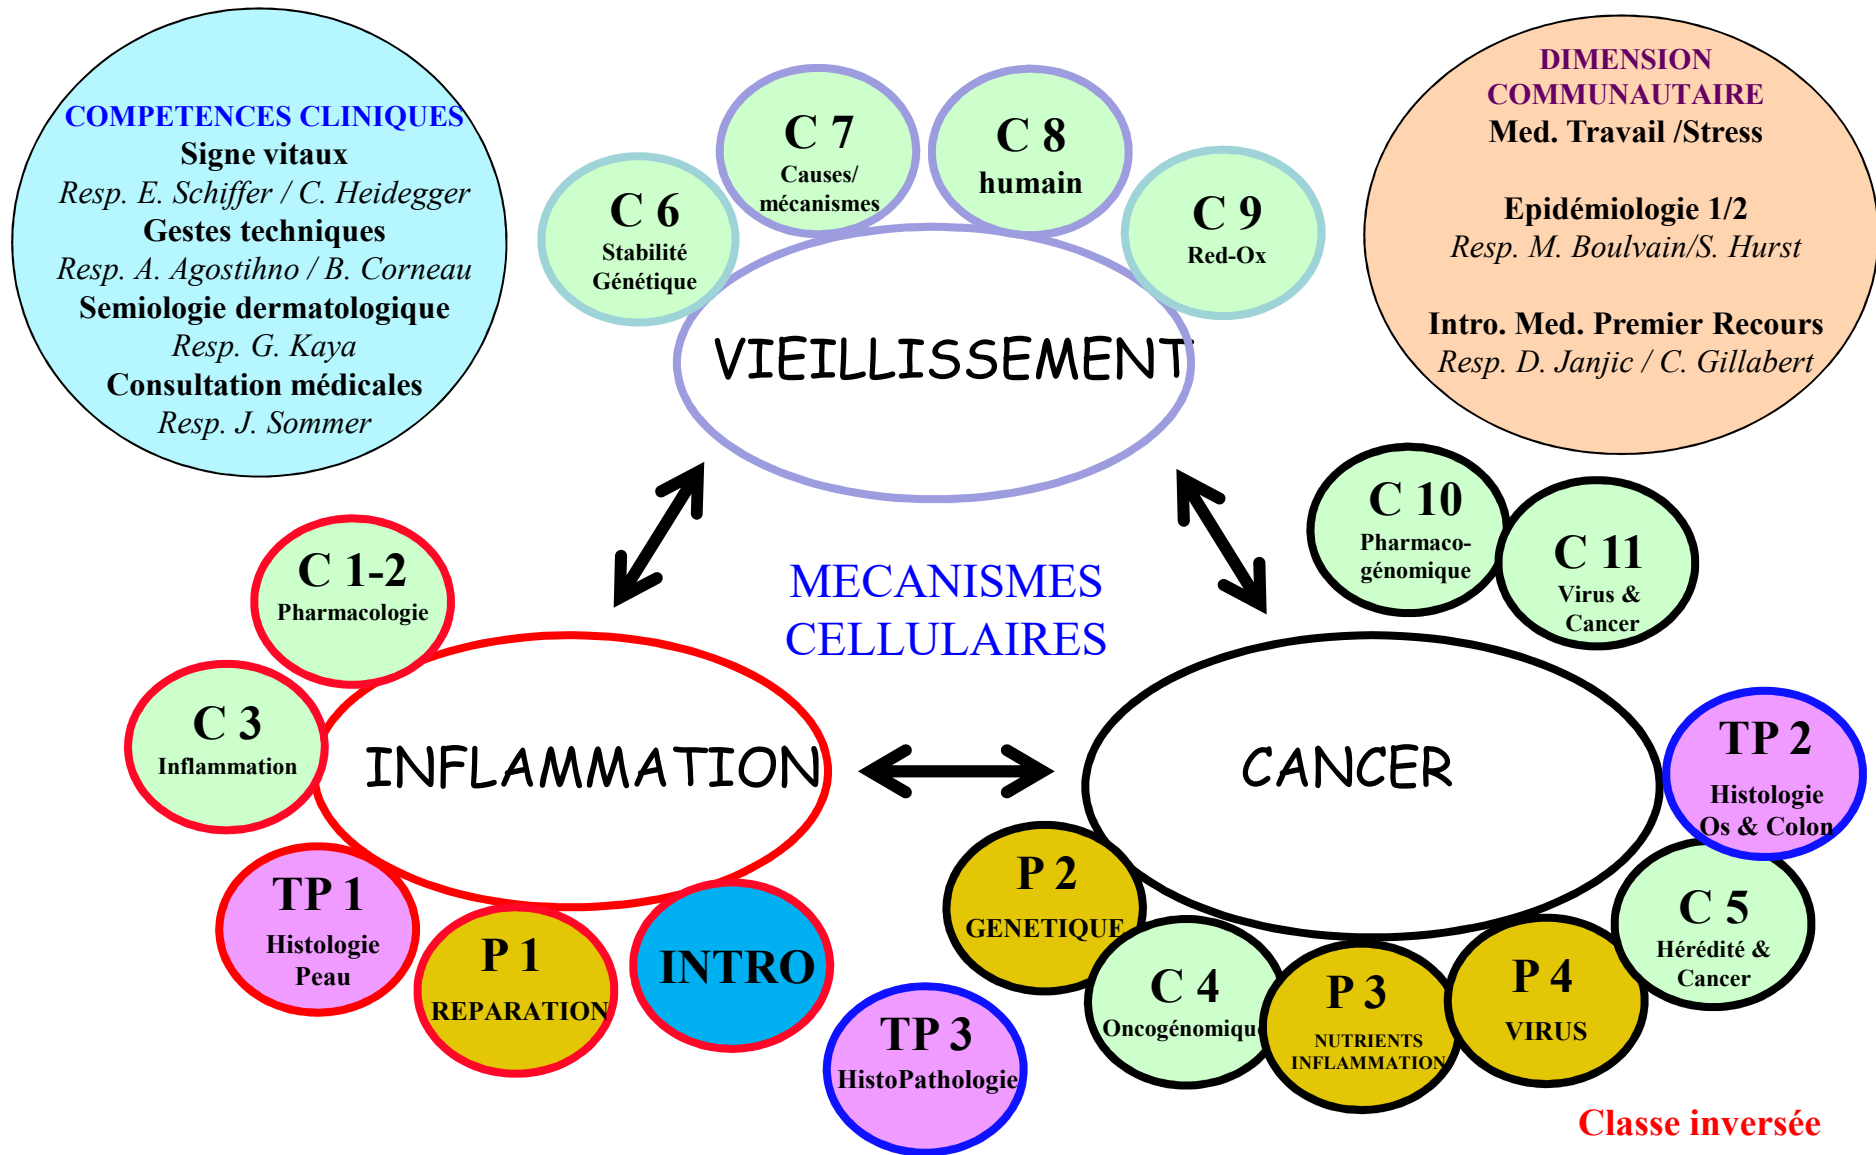 COMPETENCES CLINIQUES
Signe vitaux
Resp. E. Schiffer / C. Heidegger
Gestes techniques
Resp. A. Agostihno / B. Corneau
Semiologie dermatologique
Resp. G. Kaya
Consultation médicales
Resp. J. Sommer
C 6
Stabilité
Génétique
C 7
Causes/
mécanismes
C 8
humain
C 9
Red-Ox
VIEILLISSEMENT
DIMENSION
COMMUNAUTAIRE
Med. Travail /Stress
Epidémiologie 1/2
Resp. M. Boulvain/S. Hurst
Intro. Med. Premier Recours
Resp. D. Janjic / C. Gillabert
C 10
Pharmaco-
génomique
C 11
Virus &
Cancer
MECANISMES
CELLULAIRES
C 1-2
Pharmacologie
C 3
Inflammation
INFLAMMATION
TP 1
Histologie
Peau
P 1
REPARATION
INTRO
CANCER
TP 2
Histologie
Os & Colon
P 2
GENETIQUE
C 4
Oncogénomique
P 3
NUTRIENTS
INFLAMMATION
P 4
VIRUS
C 5
Hérédité &
Cancer
TP 3
HistoPathologie
Classe inversée